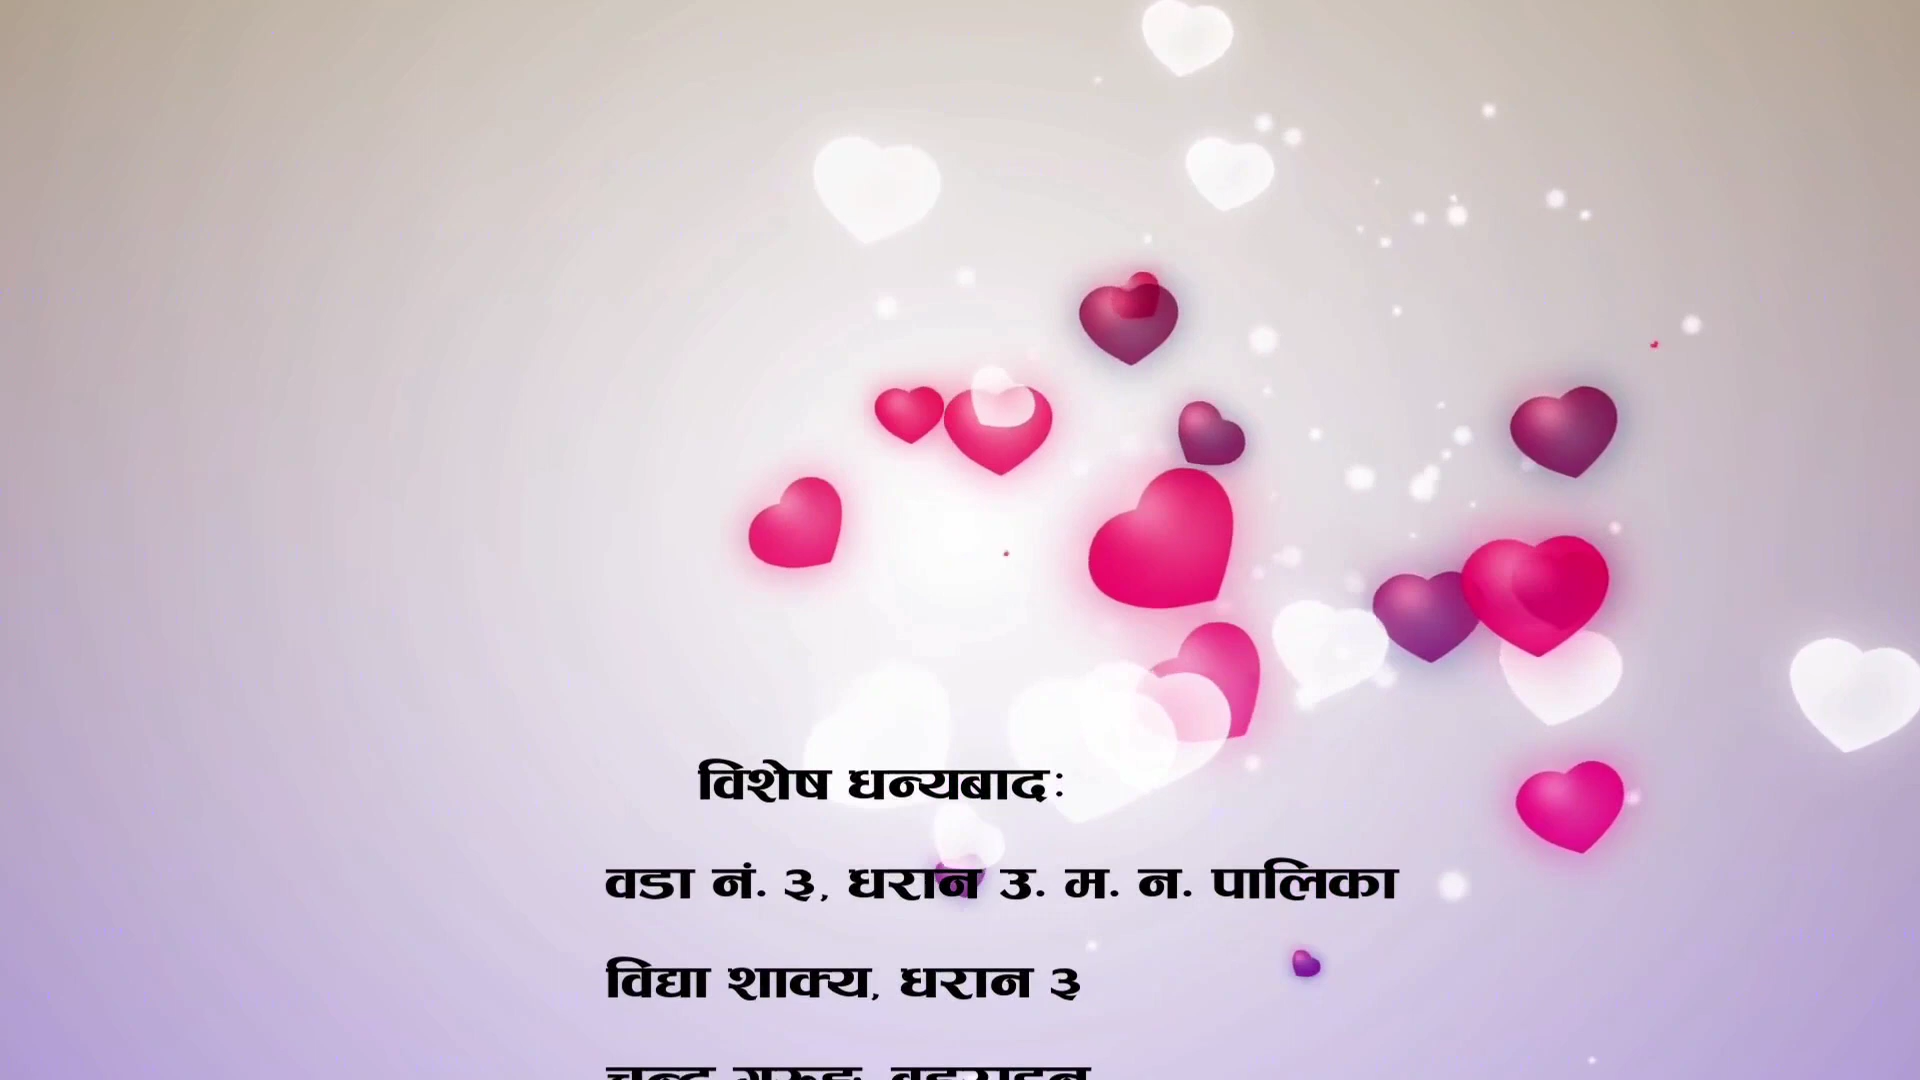 विशेष धन्यबादः
वडा नं. ३, धरान उ. म. न. पालिका
विद्या शाक्य, धरान ३